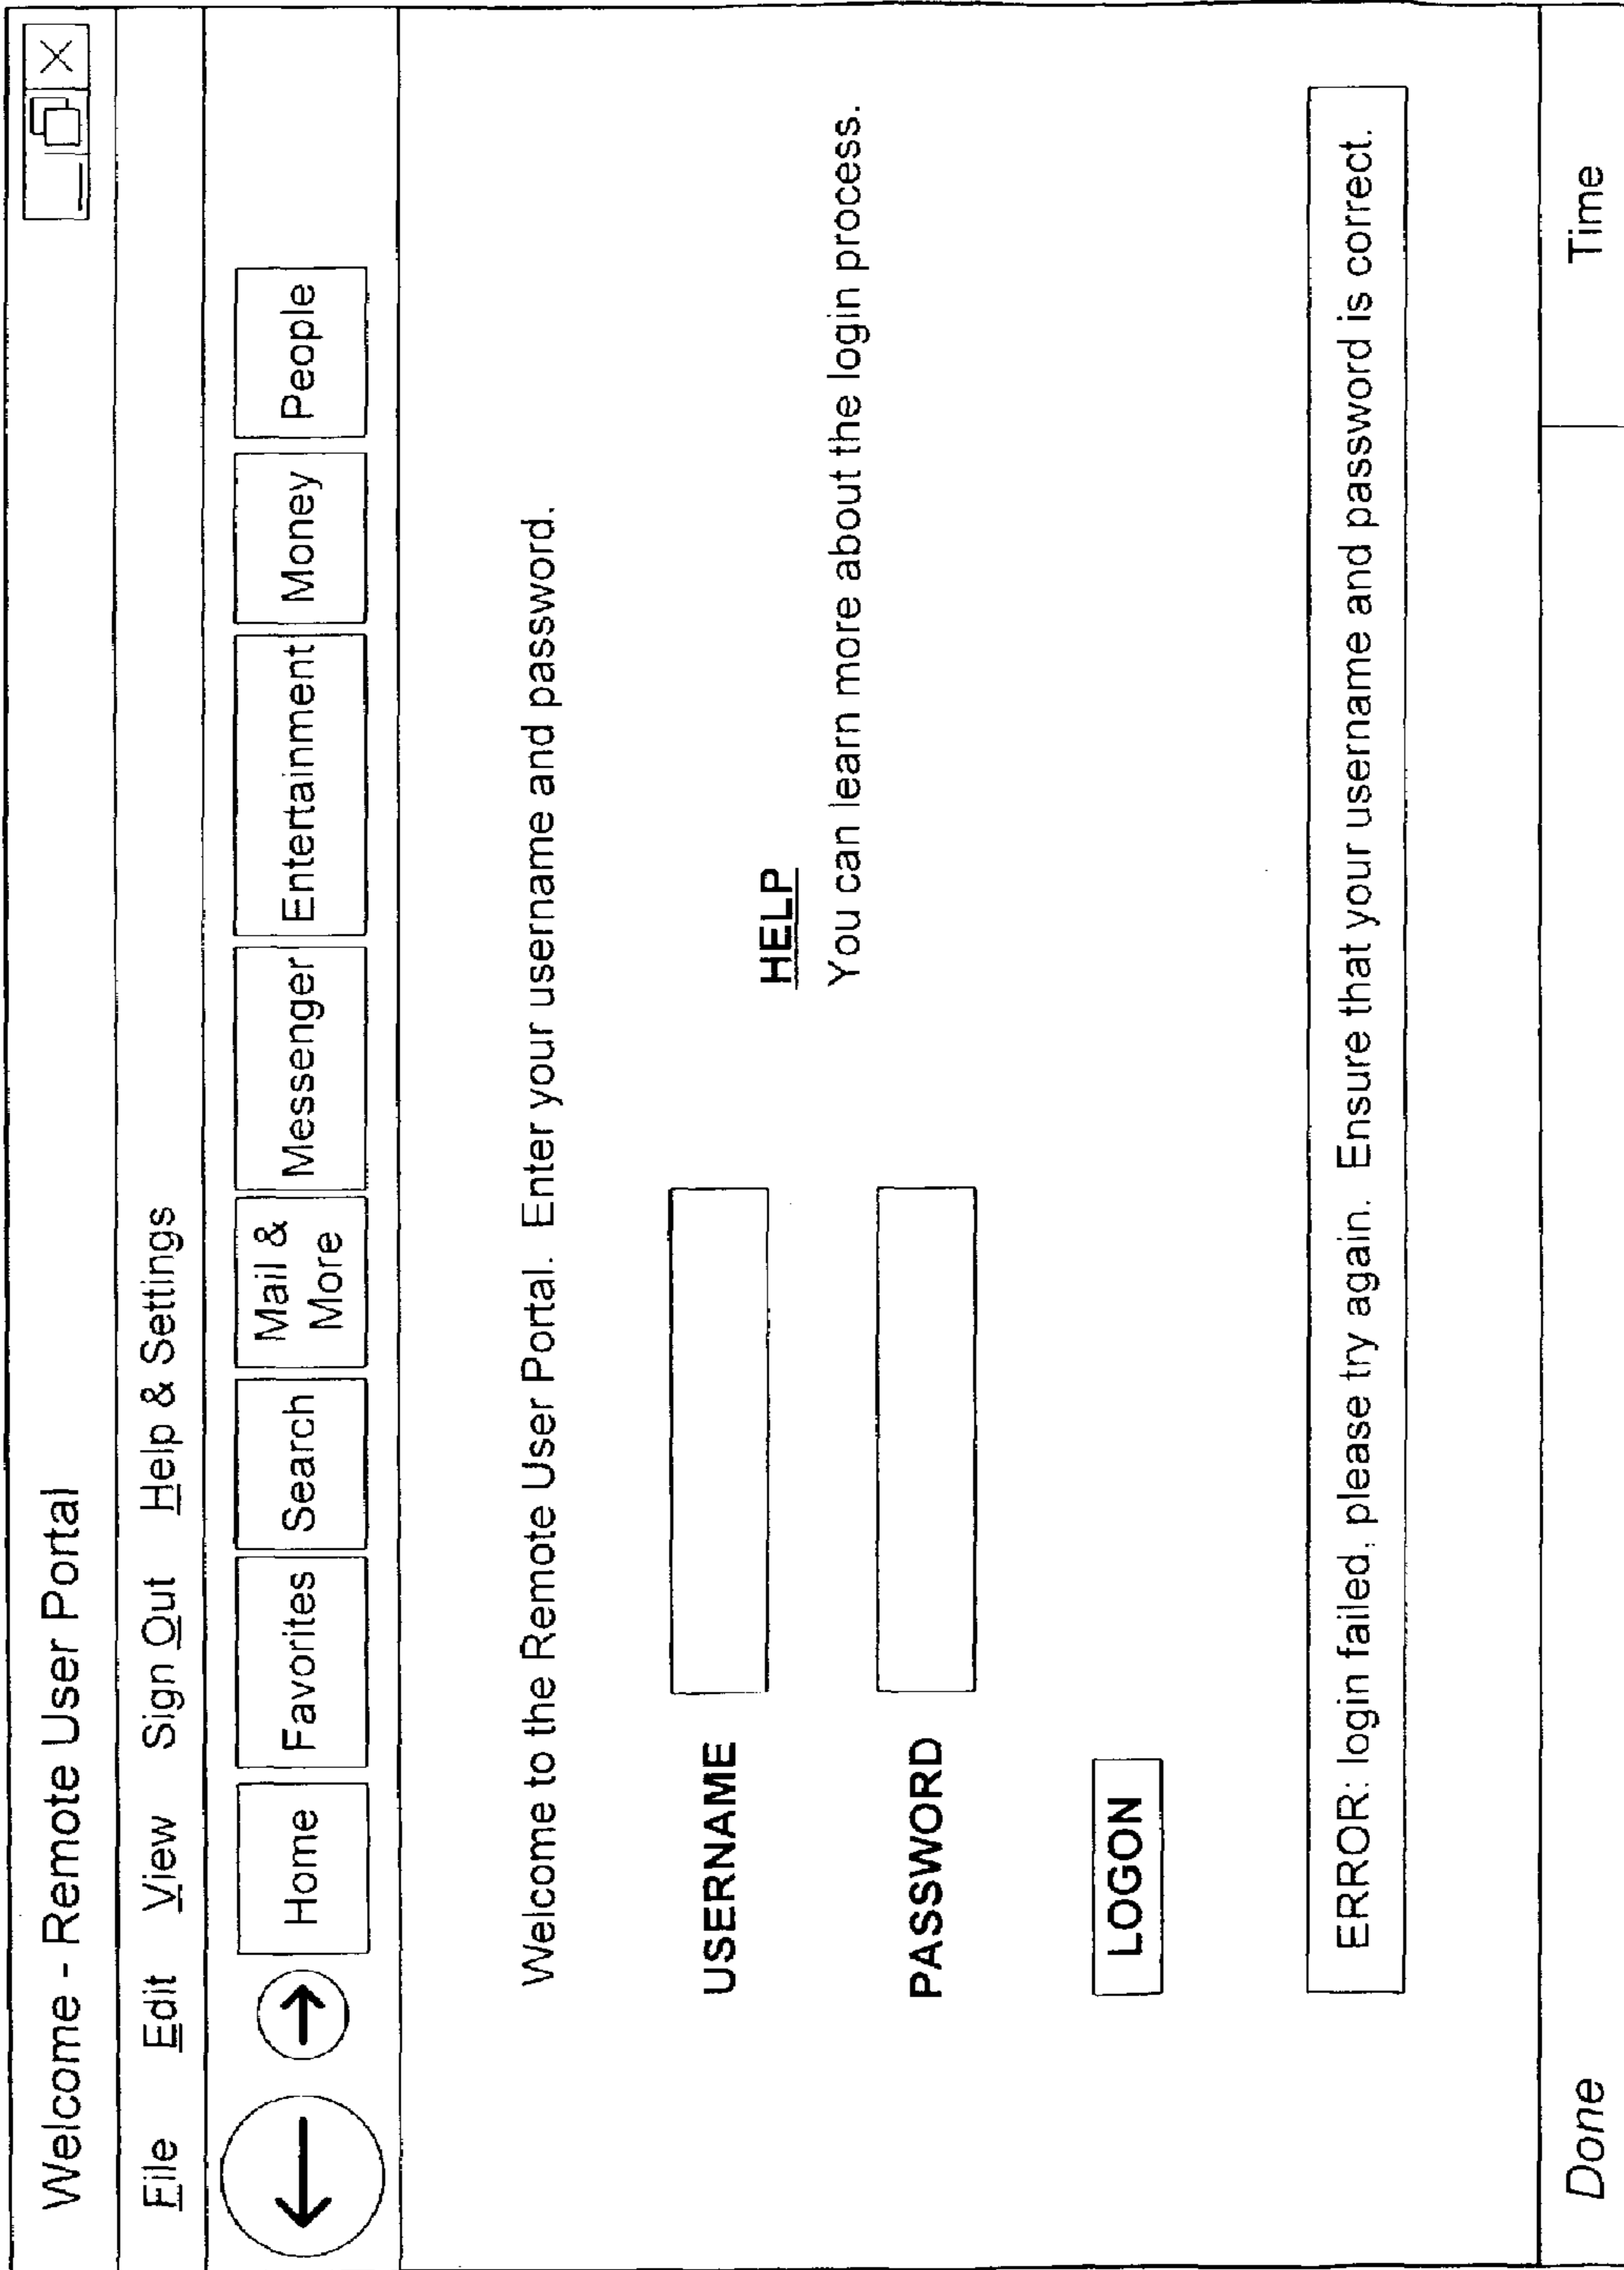 Welcome - Remote User Portal
File Edit View Sign Out Help & Settings
Home Favorites Search Mail & More Messenger Entertainment Money People
Welcome to the Remote User Portal. Enter your username and password.
USERNAME
HELP
You can learn more about the login process.
PASSWORD
LOGON
ERROR: login failed, please try again. Ensure that your username and password is correct.
Done Time